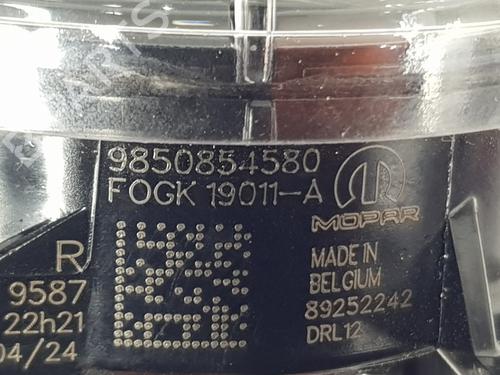 9850854580
FOGK 19011-A
MOPAR
R
MADE IN
BELGIUM
9587
89252242
22h21
DRL12
04/24